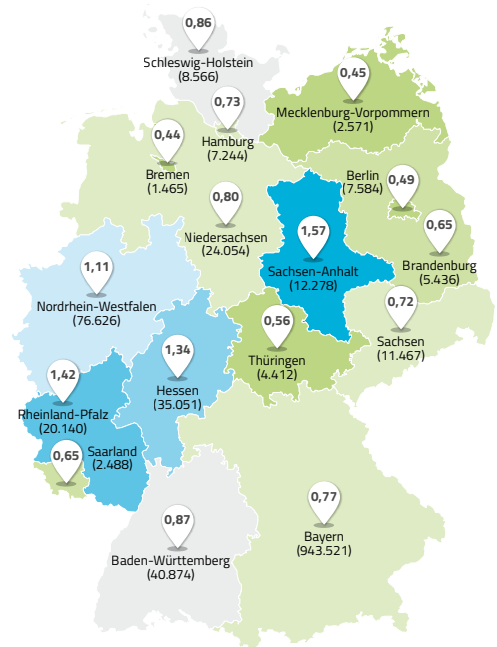 0,86
Schleswig-Holstein
(8.566)
0,45
Mecklenburg-Vorpommern
(2.571)
0,73
Hamburg
(7.244)
0,44
Bremen
(1.465)
Berlin
(7.584)
0,49
0,80
Niedersachsen
(24.054)
1,57
Sachsen-Anhalt
(12.278)
0,65
Brandenburg
(5.436)
1,11
Nordrhein-Westfalen
(76.626)
0,72
Sachsen
(11.467)
0,56
Thüringen
(4.412)
1,34
Hessen
(35.051)
1,42
Rheinland-Pfalz
(20.140)
0,65
Saarland
(2.488)
0,77
Bayern
(943.521)
0,87
Baden-Württemberg
(40.874)